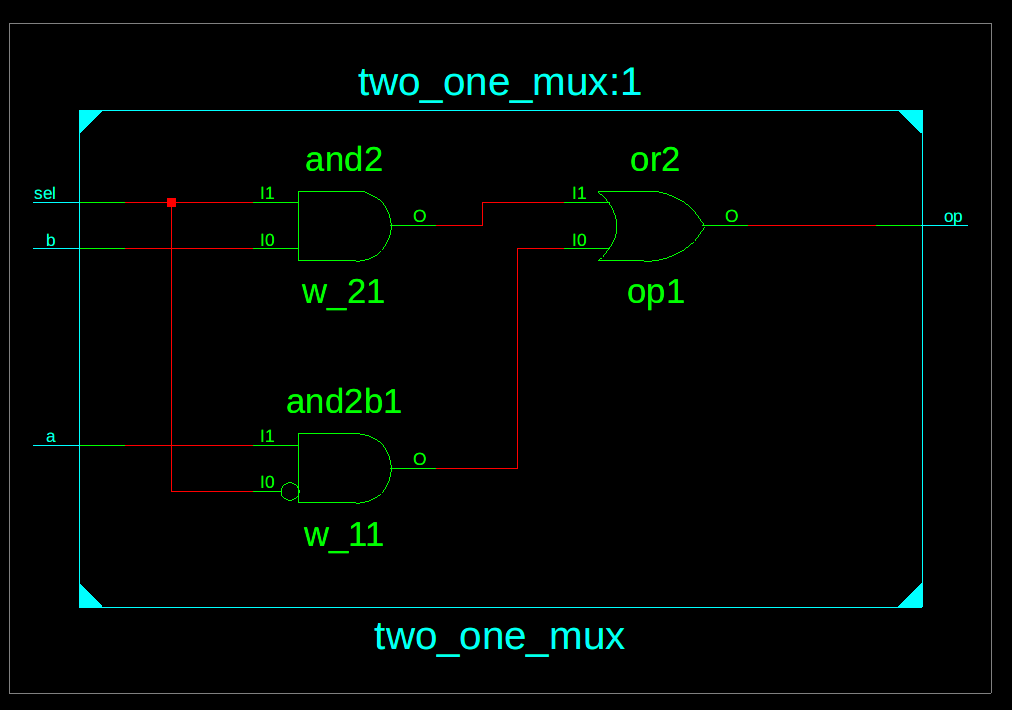 two_one_mux:1
and2
or2
sel
I1
I1
O
O
op
b
I0
I0
w_21
op1
and2b1
a
I1
O
I0
w_11
two_one_mux